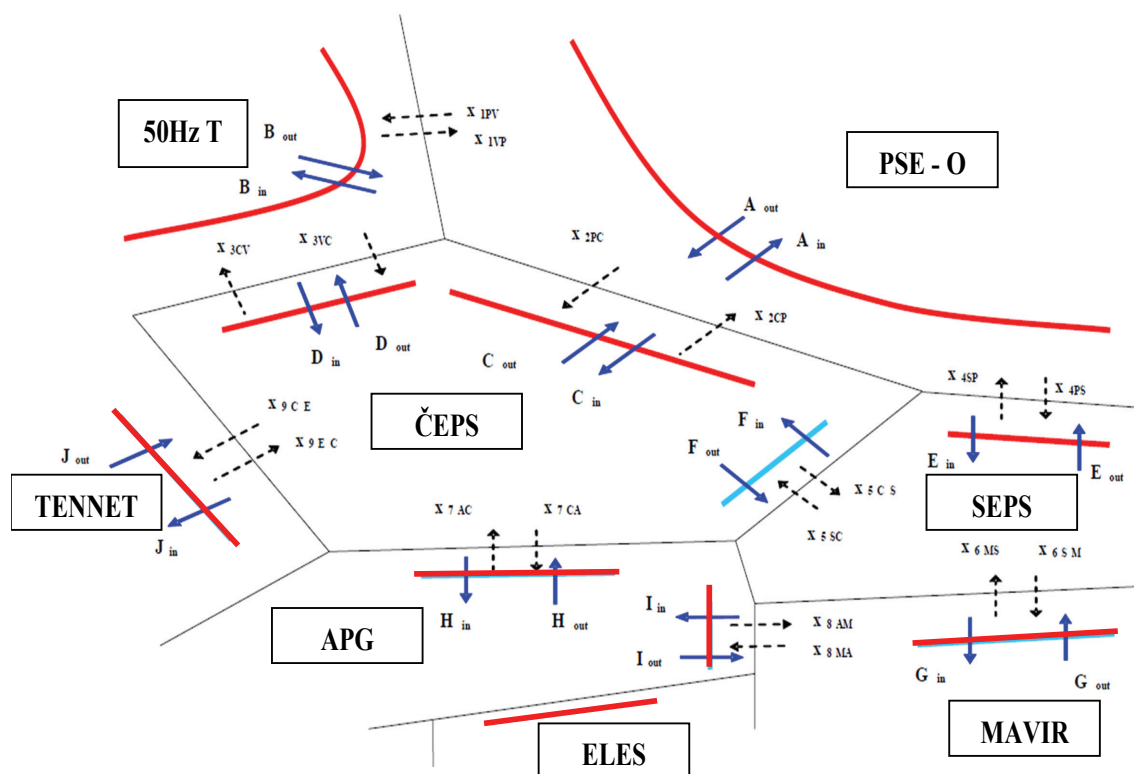 X 1PV
50Hz T
B out
X 1VP
PSE - O
B in
A out
A in
X 3CV
X 3VC
X 2PC
X 2CP
D in
D out
C out
C in
X 4SP
X 4PS
X 9 C E
ČEPS
F in
X 9 E C
J out
F out
E in
E out
TENNET
X 5 C S
SEPS
X 7 AC
X 7 CA
X 5 SC
J in
X 6 MS
X 6 S M
I in
H in
H out
X 8 AM
APG
I out
X 8 MA
G in
G out
MAVIR
ELES